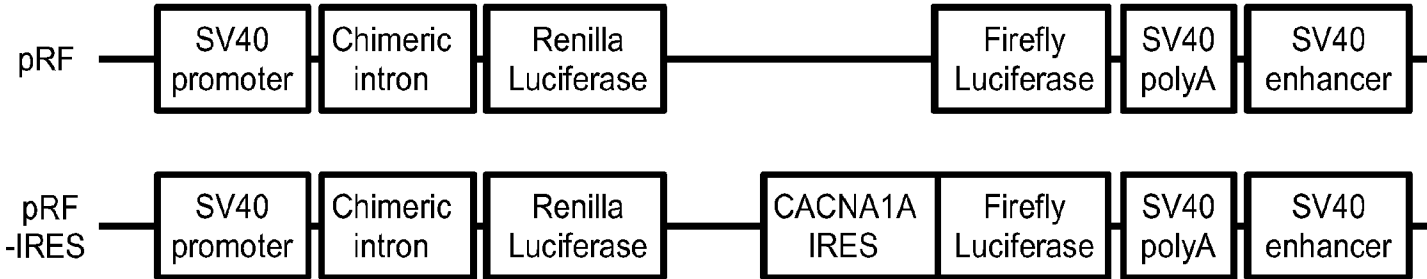 pRF
SV40
promoter
Chimeric
intron
Renilla
Luciferase
Firefly
Luciferase
SV40
polyA
SV40
enhancer
pRF
-IRES
SV40
promoter
Chimeric
intron
Renilla
Luciferase
CACNA1A
IRES
Firefly
Luciferase
SV40
polyA
SV40
enhancer